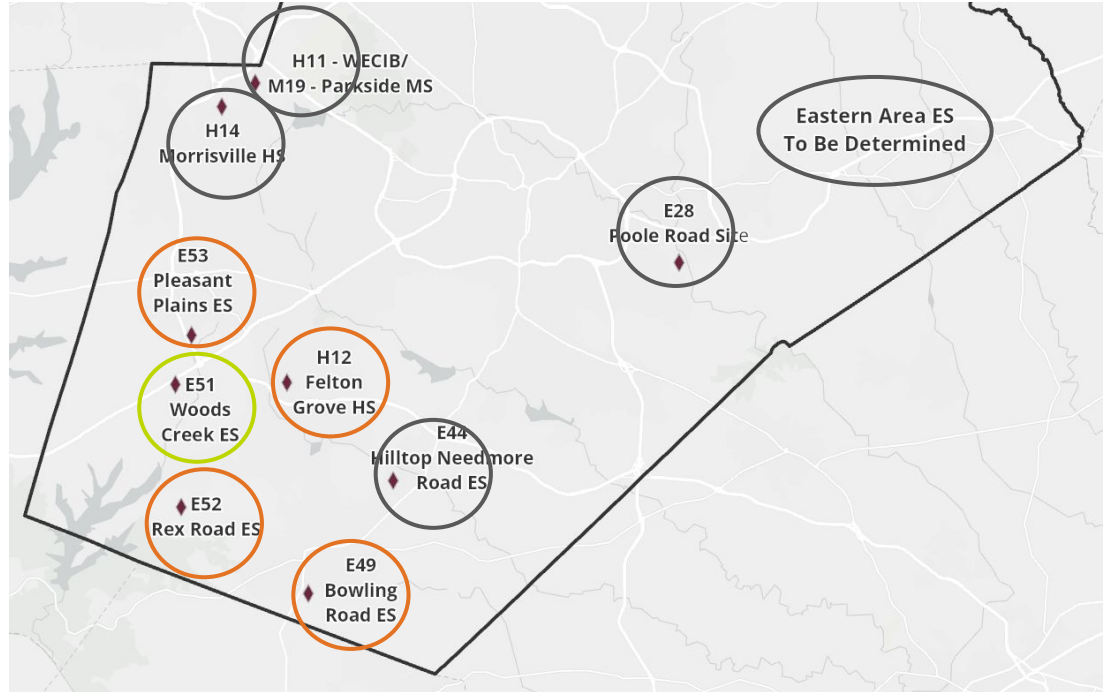 H11 - WECIB/
M19 - Parkside MS
H14
Morrisville HS
Eastern Area ES
To Be Determined
E28
Poole Road Site
E53
Pleasant
Plains ES
H12
Felton
Grove HS
E51
Woods
Creek ES
E44
Hilltop Needmore
Road ES
E52
Rex Road ES
E49
Bowling
Road ES